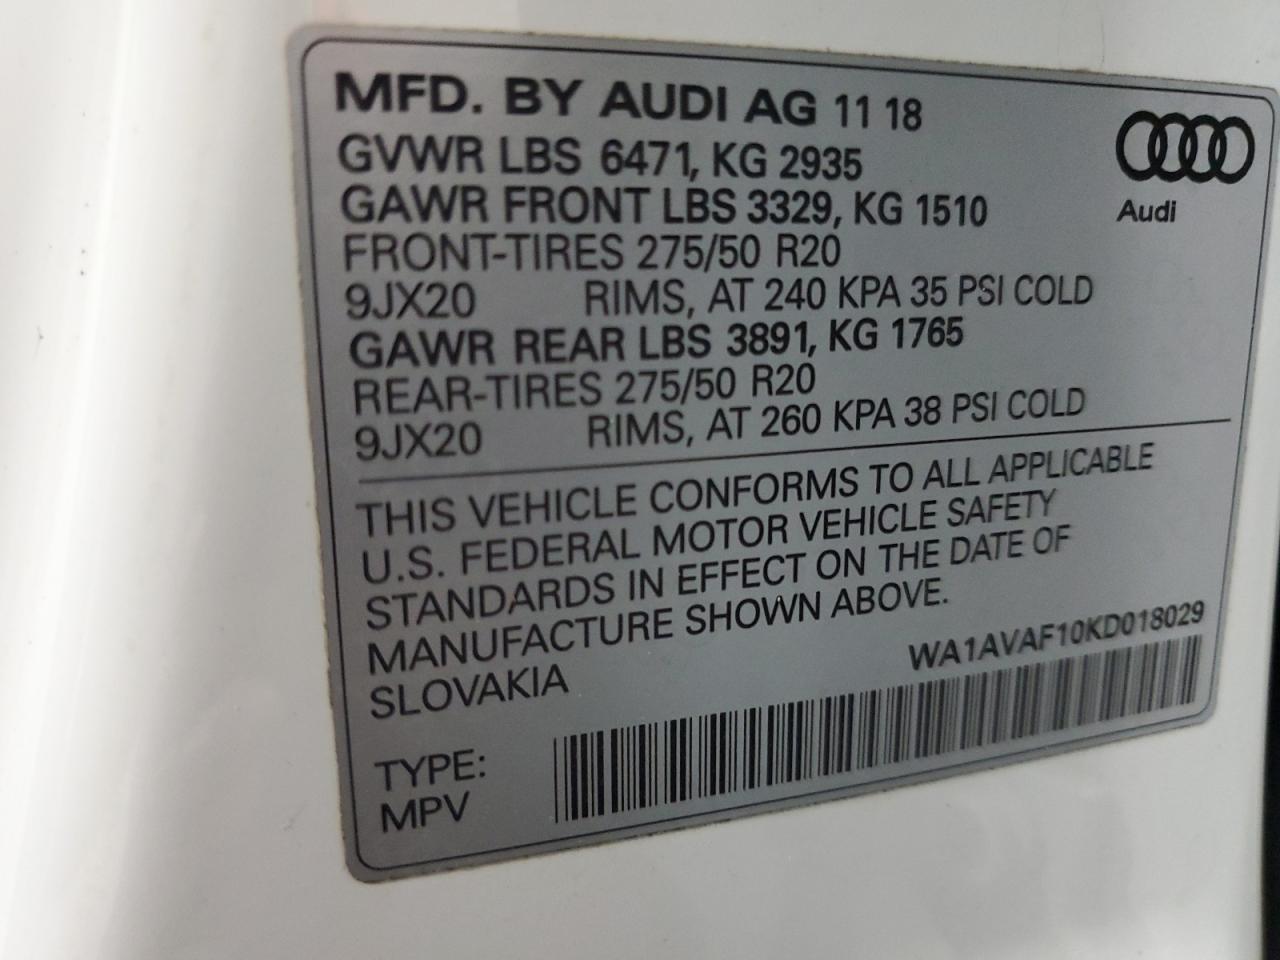 MFD. BY AUDI AG 11 18
GVWR LBS 6471, KG 2935
GAWR FRONT LBS 3329, KG 1510
FRONT-TIRES 275/50 R20
9JX20 RIMS, AT 240 KPA 35 PSI COLD
GAWR REAR LBS 3891, KG 1765
REAR-TIRES 275/50 R20
9JX20 RIMS, AT 260 KPA 38 PSI COLD
Audi
THIS VEHICLE CONFORMS TO ALL APPLICABLE
U.S. FEDERAL MOTOR VEHICLE SAFETY
STANDARDS IN EFFECT ON THE DATE OF
MANUFACTURE SHOWN ABOVE.
SLOVAKIA
WA1AVAF10KD018029
TYPE:
MPV